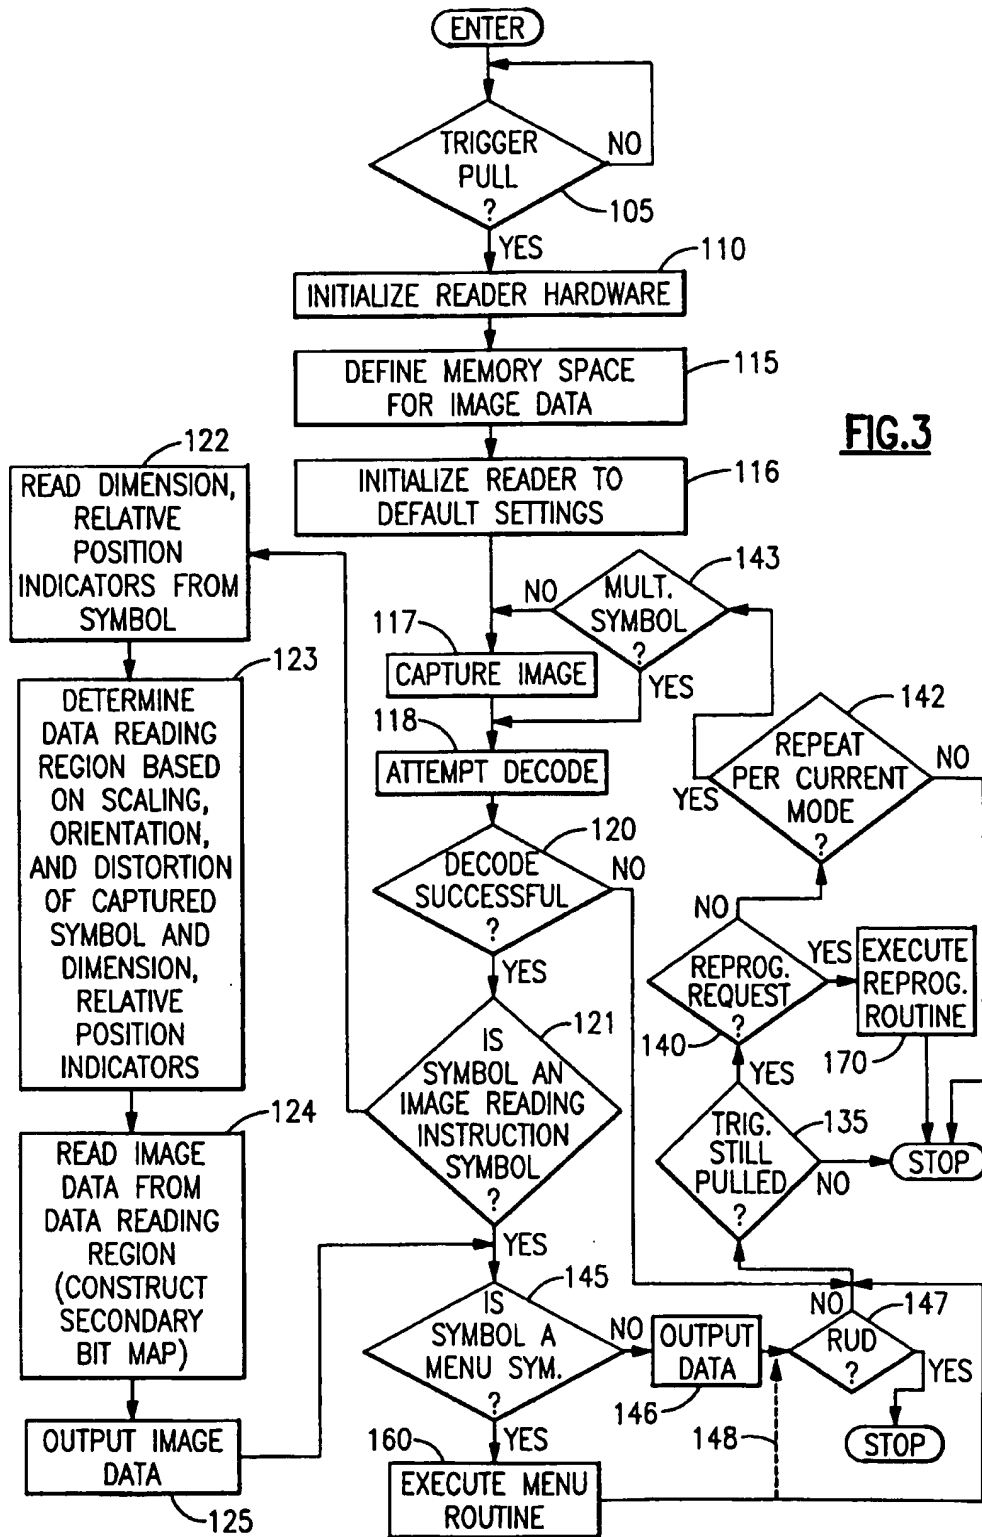 ENTER
TRIGGER
PULL
?
NO
105
YES
110
INITIALIZE READER HARDWARE
DEFINE MEMORY SPACE
FOR IMAGE DATA
115
FIG.3
INITIALIZE READER TO
DEFAULT SETTINGS
116
122
READ DIMENSION,
RELATIVE
POSITION
INDICATORS FROM
SYMBOL
143
MULT.
SYMBOL
?
NO
YES
117
CAPTURE IMAGE
118
ATTEMPT DECODE
123
DETERMINE
DATA READING
REGION BASED
ON SCALING,
ORIENTATION,
AND DISTORTION
OF CAPTURED
SYMBOL AND
DIMENSION,
RELATIVE
POSITION
INDICATORS
142
REPEAT
PER CURRENT
MODE
?
NO
YES
120
DECODE
SUCCESSFUL
?
NO
YES
NO
REPROG.
REQUEST
?
140
YES
EXECUTE
REPROG.
ROUTINE
170
YES
121
IS
SYMBOL AN
IMAGE READING
INSTRUCTION
SYMBOL
?
YES
135
TRIG.
STILL
PULLED
?
NO
STOP
124
READ IMAGE
DATA FROM
DATA READING
REGION
(CONSTRUCT
SECONDARY
BIT MAP)
145
IS
SYMBOL A
MENU SYM.
?
NO
YES
OUTPUT
DATA
146
NO
147
RUD
?
YES
STOP
148
OUTPUT IMAGE
DATA
125
160
EXECUTE MENU
ROUTINE